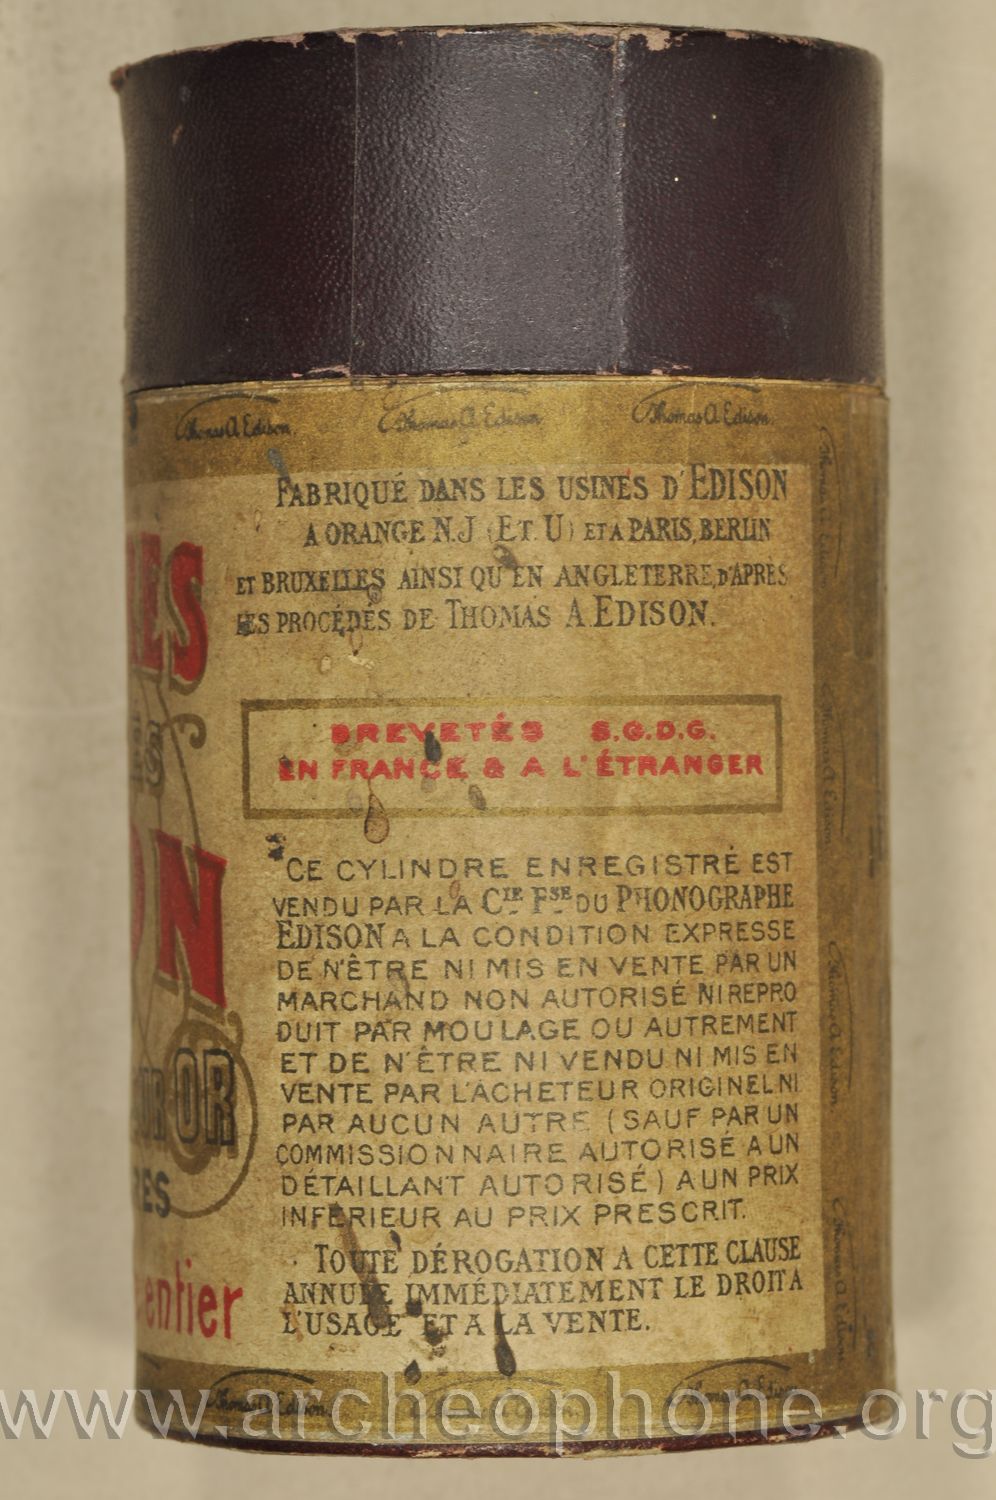 Thomas A Edison. Thomas A Edison Thomas A Edison.
FABRIQUÉ DANS LES USINES D'EDISON
A ORANGE N.J (ET. U) ET A PARIS, BERLIN
ET BRUXELLES AINSI QU'EN ANGLETERRE, D'APRÈS
LES PROCÉDÉS DE THOMAS A. EDISON.
BREVETÉS S.G.D.G.
EN FRANCE & A L'ÉTRANGER
CE CYLINDRE ENREGISTRÉ EST
VENDU PAR LA CIE FSE DU PHONOGRAPHE
EDISON A LA CONDITION EXPRESSE
DE N'ÊTRE NI MIS EN VENTE PAR UN
MARCHAND NON AUTORISÉ NI REPRO
DUIT PAR MOULAGE OU AUTREMENT
ET DE N'ÊTRE NI VENDU NI MIS EN
VENTE PAR L'ACHETEUR ORIGINEL NI
PAR AUCUN AUTRE (SAUF PAR UN
COMMISSIONNAIRE AUTORISÉ A UN
DÉTAILLANT AUTORISÉ) A UN PRIX
INFÉRIEUR AU PRIX PRESCRIT.
TOUTE DÉROGATION A CETTE CLAUSE
ANNULE IMMÉDIATEMENT LE DROIT A
L'USAGE ET A LA VENTE.
RES
ON
OR
RES
entier
Thomas A Edison. Thomas A Edison
www.archeophone.org